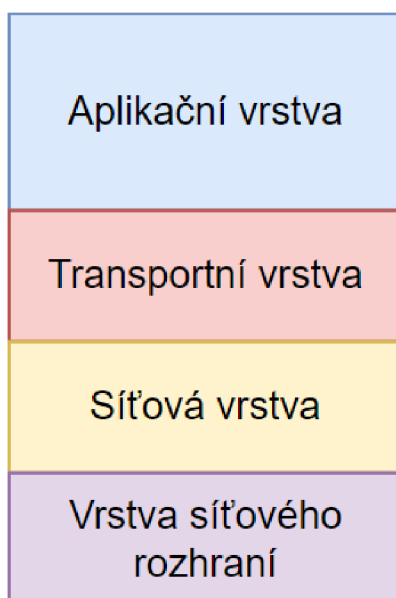 Aplikační vrstva
Transportní vrstva
Síťová vrstva
Vrstva síťového
rozhraní